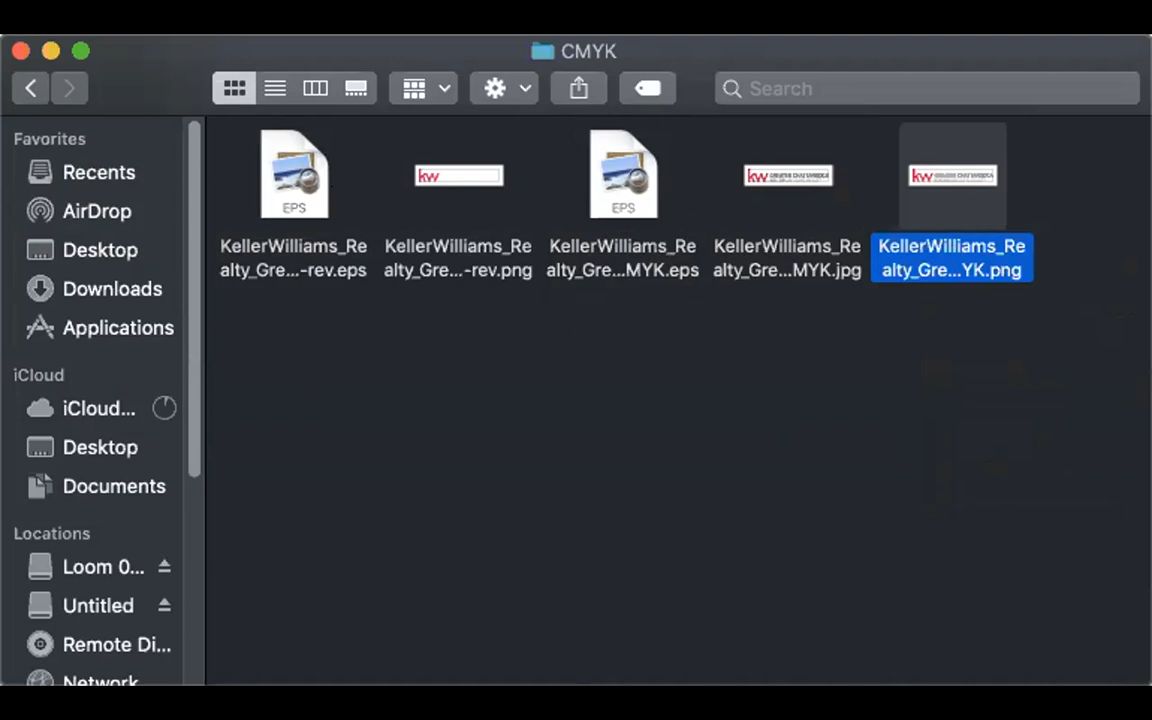 CMYK
Search
Favorites
Recents
AirDrop
Desktop
Downloads
Applications
iCloud
iCloud...
Desktop
Documents
Locations
Loom 0...
Untitled
Remote Di...
Network
EPS
KellerWilliams_Re
alty_Gre...-rev.eps
kw
KellerWilliams_Re
alty_Gre...-rev.png
EPS
KellerWilliams_Re
alty_Gre...MYK.eps
kw
KellerWilliams_Re
alty_Gre...MYK.jpg
kw
KellerWilliams_Re
alty_Gre...YK.png